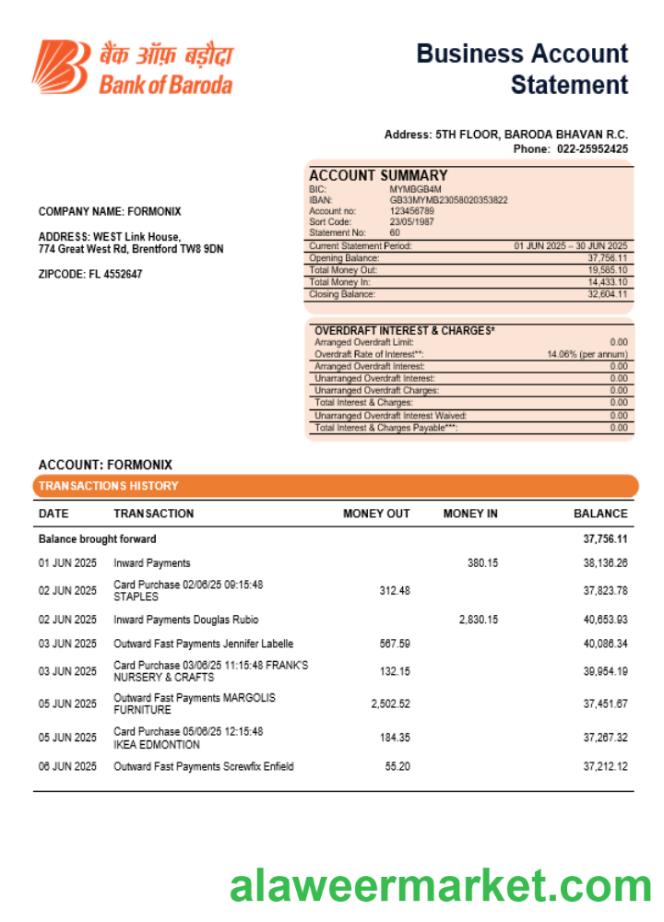 बैंक ऑफ़ बड़ौदा
Bank of Baroda
Business Account
Statement
Address: 5TH FLOOR, BARODA BHAVAN R.C.
Phone: 022-25952425
COMPANY NAME: FORMONIX
ADDRESS: WEST Link House,
774 Great West Rd, Brentford TW8 9DN
ZIPCODE: FL 4552647
ACCOUNT SUMMARY
BIC: MYMBGB4M
IBAN: GB33MYMB23058020353822
Account no: 123456789
Sort Code: 23/05/1987
Statement No: 60
Current Statement Period: 01 JUN 2025 – 30 JUN 2025
Opening Balance: 37,756.11
Total Money Out: 19,585.10
Total Money In: 14,433.10
Closing Balance: 32,604.11
OVERDRAFT INTEREST & CHARGES*
Arranged Overdraft Limit: 0.00
Overdraft Rate of Interest**: 14.06% (per annum)
Arranged Overdraft Interest: 0.00
Unarranged Overdraft Interest: 0.00
Unarranged Overdraft Charges: 0.00
Total Interest & Charges: 0.00
Unarranged Overdraft Interest Waived: 0.00
Total Interest & Charges Payable***: 0.00
ACCOUNT: FORMONIX
TRANSACTIONS HISTORY
DATE TRANSACTION MONEY OUT MONEY IN BALANCE
Balance brought forward 37,756.11
01 JUN 2025 Inward Payments 380.15 38,136.26
02 JUN 2025 Card Purchase 02/06/25 09:15:48 312.48 37,823.78
STAPLES
02 JUN 2025 Inward Payments Douglas Rubio 2,830.15 40,653.93
03 JUN 2025 Outward Fast Payments Jennifer Labelle 567.59 40,086.34
03 JUN 2025 Card Purchase 03/06/25 11:15:48 FRANK'S 132.15 39,954.19
NURSERY & CRAFTS
05 JUN 2025 Outward Fast Payments MARGOLIS 2,502.52 37,451.67
FURNITURE
05 JUN 2025 Card Purchase 05/06/25 12:15:48 184.35 37,267.32
IKEA EDMONTION
06 JUN 2025 Outward Fast Payments Screwfix Enfield 55.20 37,212.12
alaweermarket.com